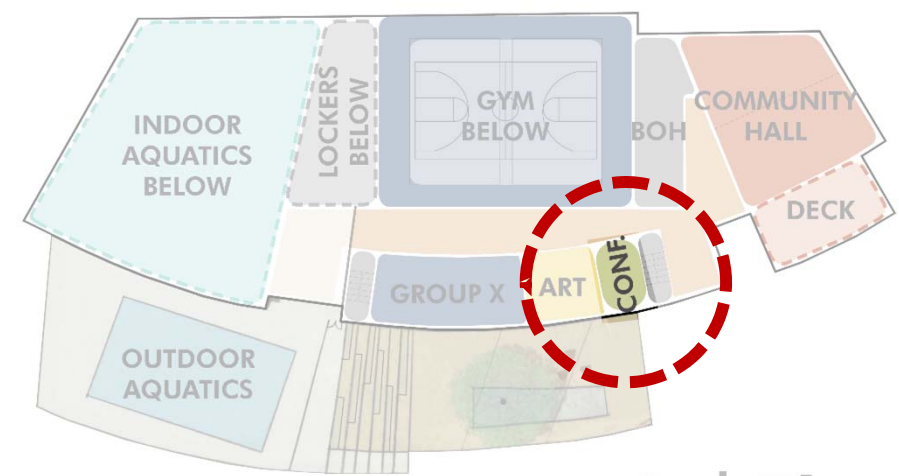 INDOOR
AQUATICS
BELOW
LOCKERS
BELOW
GYM
BELOW
BOH
COMMUNITY
HALL
DECK
GROUP X
ART
CONF.
OUTDOOR
AQUATICS